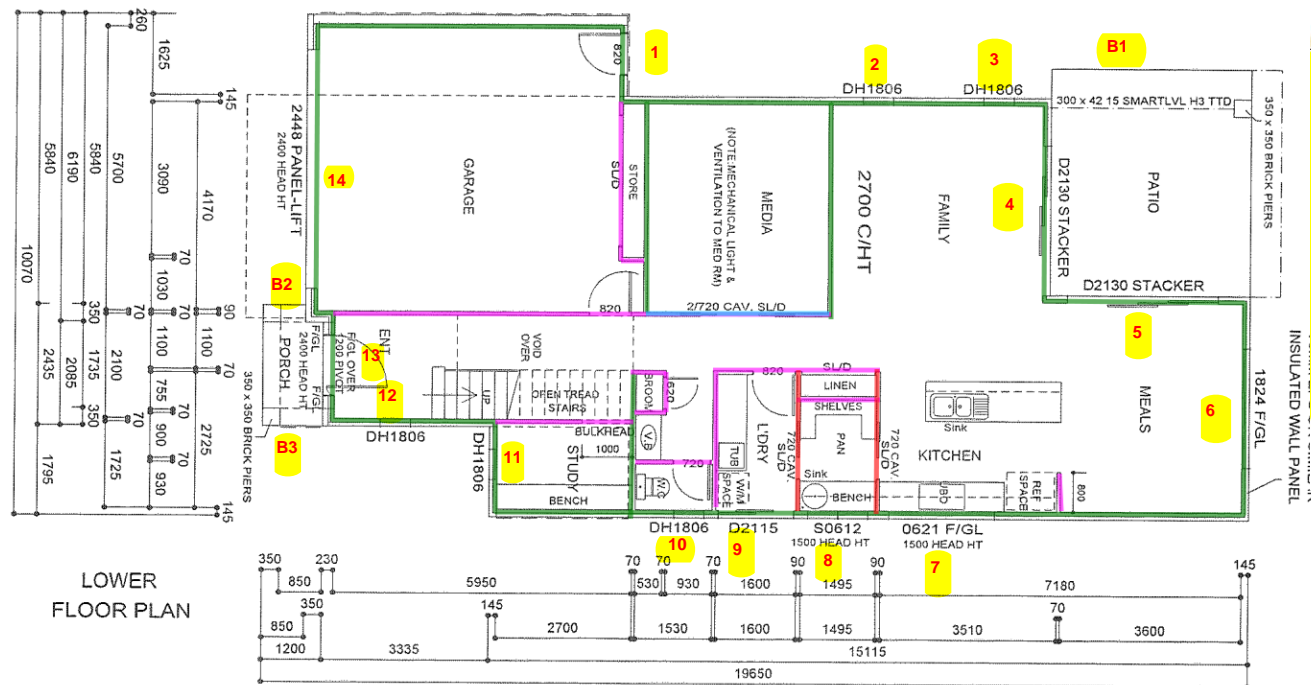 1
2
3
B1
DH1806
DH1806
300 x 42 15 SMARTLVL H3 TTD
350 x 350 BRICK PIERS
820
2448 PANEL-LIFT
2400 HEAD HT
14
GARAGE
SL/D
STORE
(NOTE:MECHANICAL LIGHT &
VENTILATION TO MED RM)
MEDIA
2700 C/HT
FAMILY
4
D2130 STACKER
PATIO
D2130 STACKER
5
INSULATED WALL PANEL
820
2/720 CAV. SL/D
B2
F/GL
2400 HEAD HT
PORCH
F/GL OVER
1200 PIVOT
ENT
13
12
VOID
OVER
UP
OPEN TREAD
STAIRS
BROOM
620
SL/D
820
LINEN
SHELVES
PAN
Sink
MEALS
6
1824 F/GL
350 x 350 BRICK PIERS
B3
DH1806
DH1806
11
BULKHEAD
1000
STUDY
BENCH
V.B
720
W.C
L'DRY
TUB
W/M
SPACE
720 CAV.
SL/D
Sink
BENCH
720 CAV.
SL/D
KITCHEN
UBO
REF
SPACE
800
DH1806
D2115
S0612
1500 HEAD HT
0621 F/GL
1500 HEAD HT
10
9
8
7
260
1625
145
5840
6190
5840
5700
3090
4170
10070
70
1030
70
90
350
70
1100
1100
70
2435
2085
1735
2100
755
70
2725
350
70
900
70
1795
1725
930
145
LOWER
FLOOR PLAN
350
230
70
70
70
90
90
145
850
5950
530
930
1600
1495
7180
350
145
70
850
2700
1530
1600
1495
3510
3600
1200
3335
15115
19650